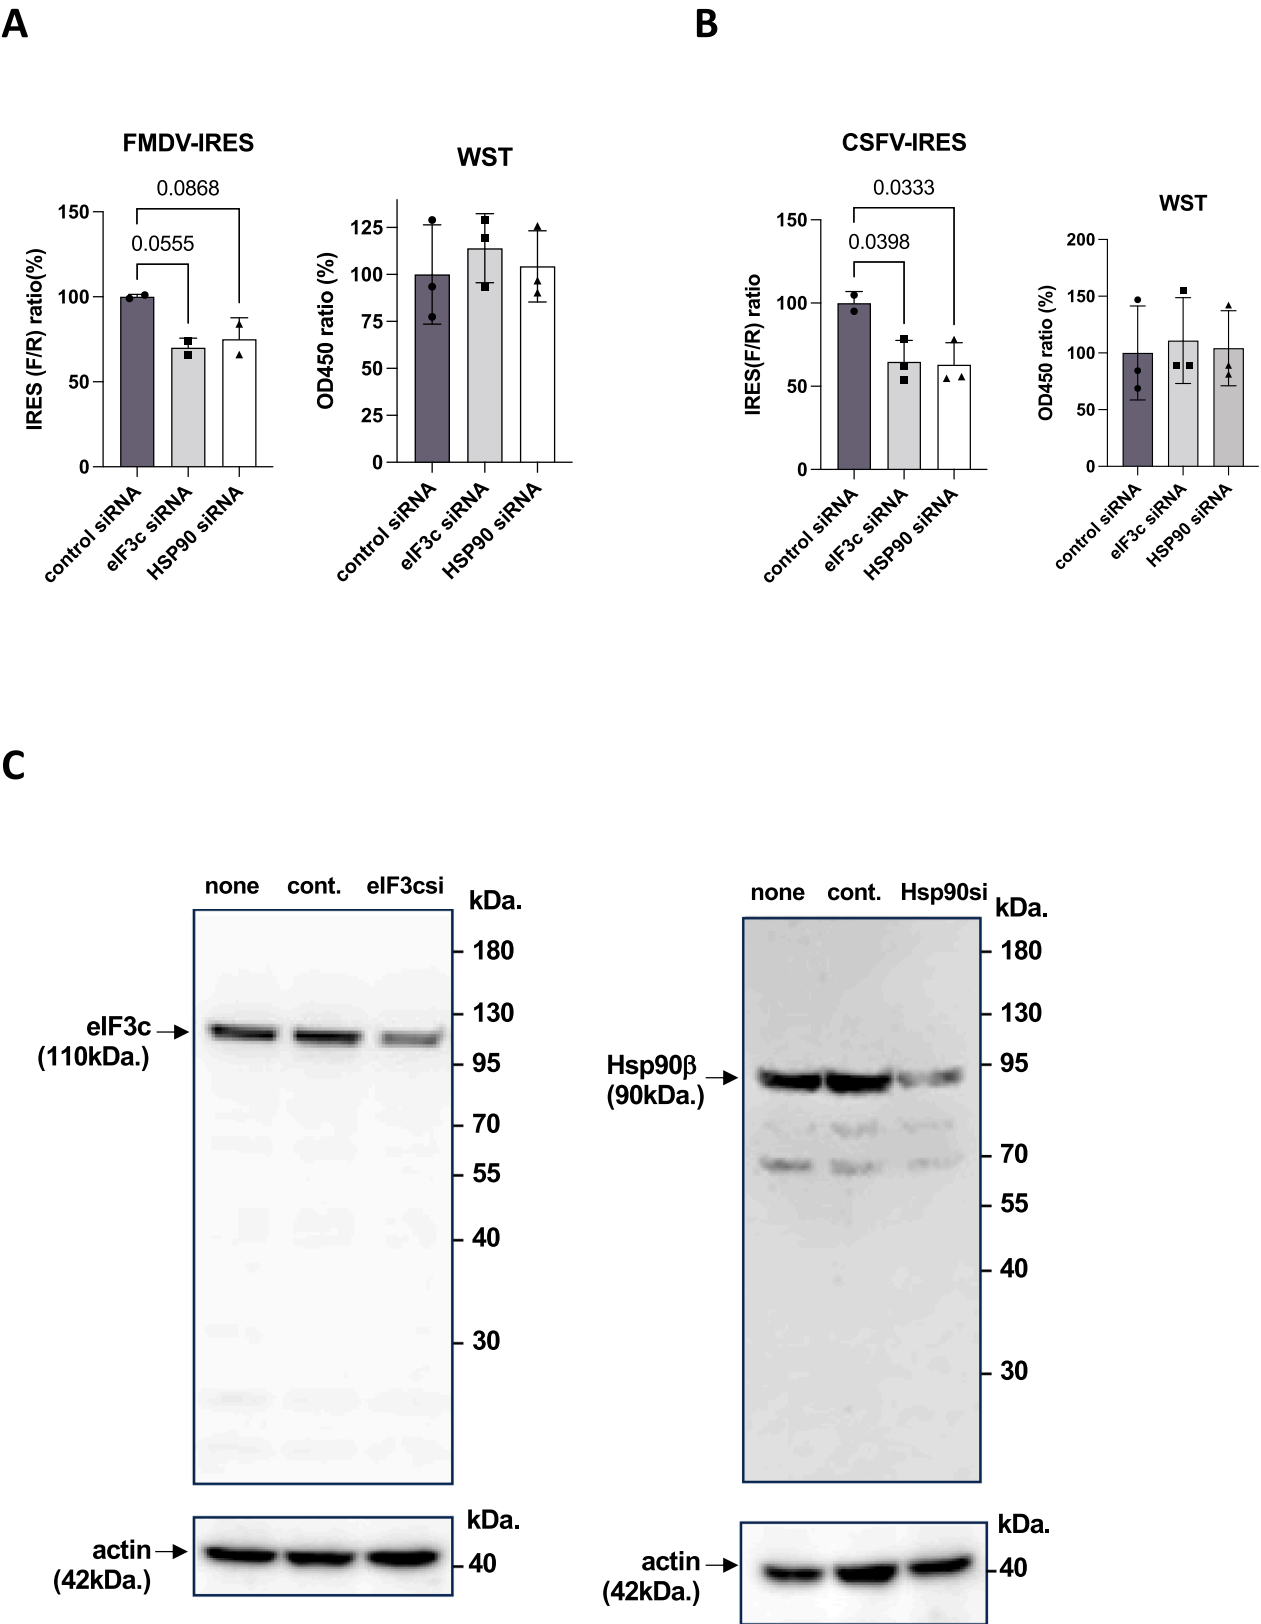 A
FMDV-IRES
0.0868
0.0555
IRES (F/R) ratio(%)
150
100
50
0
control siRNA
eIF3c siRNA
HSP90 siRNA
WST
OD450 ratio (%)
125
100
75
50
25
0
control siRNA
eIF3c siRNA
HSP90 siRNA
B
CSFV-IRES
0.0333
0.0398
IRES(F/R) ratio
150
100
50
0
control siRNA
eIF3c siRNA
HSP90 siRNA
WST
OD450 ratio (%)
200
150
100
50
0
control siRNA
eIF3c siRNA
HSP90 siRNA
C
none cont. eIF3csi
kDa.
180
130
95
70
55
40
30
eIF3c
(110kDa.)
kDa.
40
actin
(42kDa.)
none cont. Hsp90si
kDa.
180
130
95
70
55
40
30
Hsp90β
(90kDa.)
kDa.
40
actin
(42kDa.)